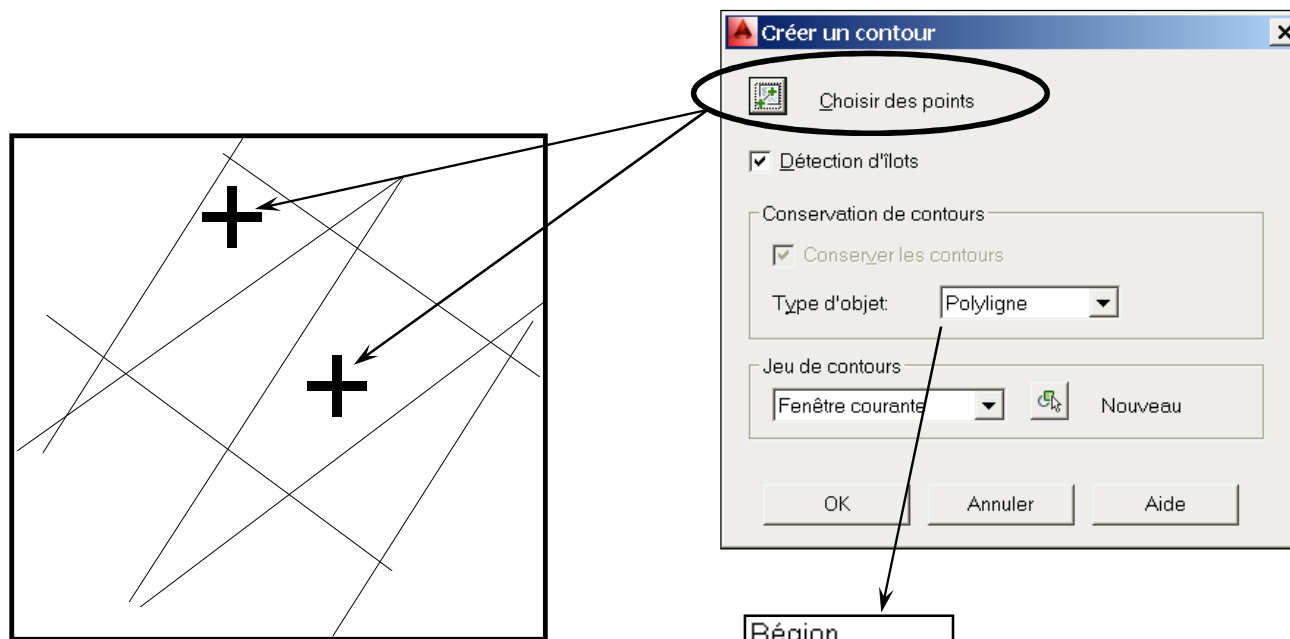 Créer un contour
Choisir des points
Détection d'îlots
Conservation de contours
Conserver les contours
Type d'objet:
Polyligne
Jeu de contours
Fenêtre courante
Nouveau
OK
Annuler
Aide
Région